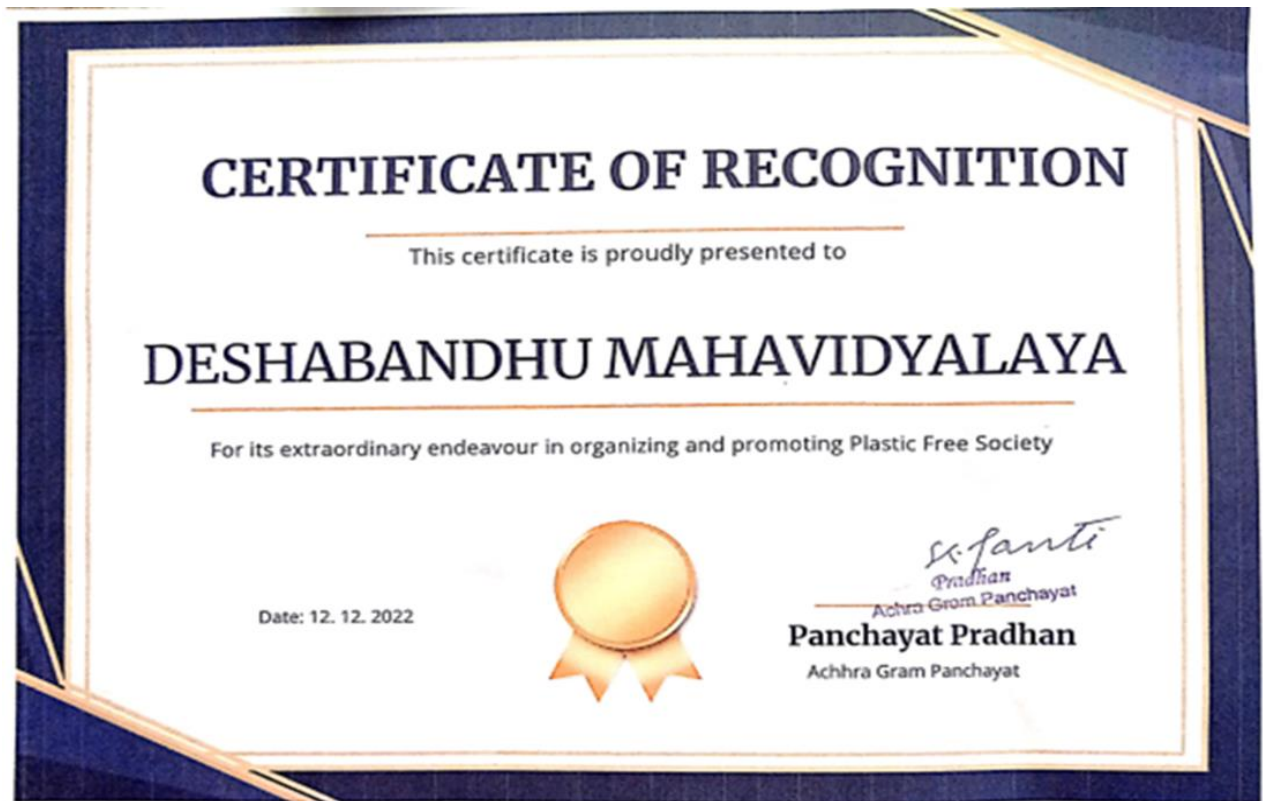 CERTIFICATE OF RECOGNITION
This certificate is proudly presented to
DESHABANDHU MAHAVIDYALAYA
For its extraordinary endeavour in organizing and promoting Plastic Free Society
Date: 12. 12. 2022
Pradhan
Achra Gram Panchayat
Panchayat Pradhan
Achhra Gram Panchayat